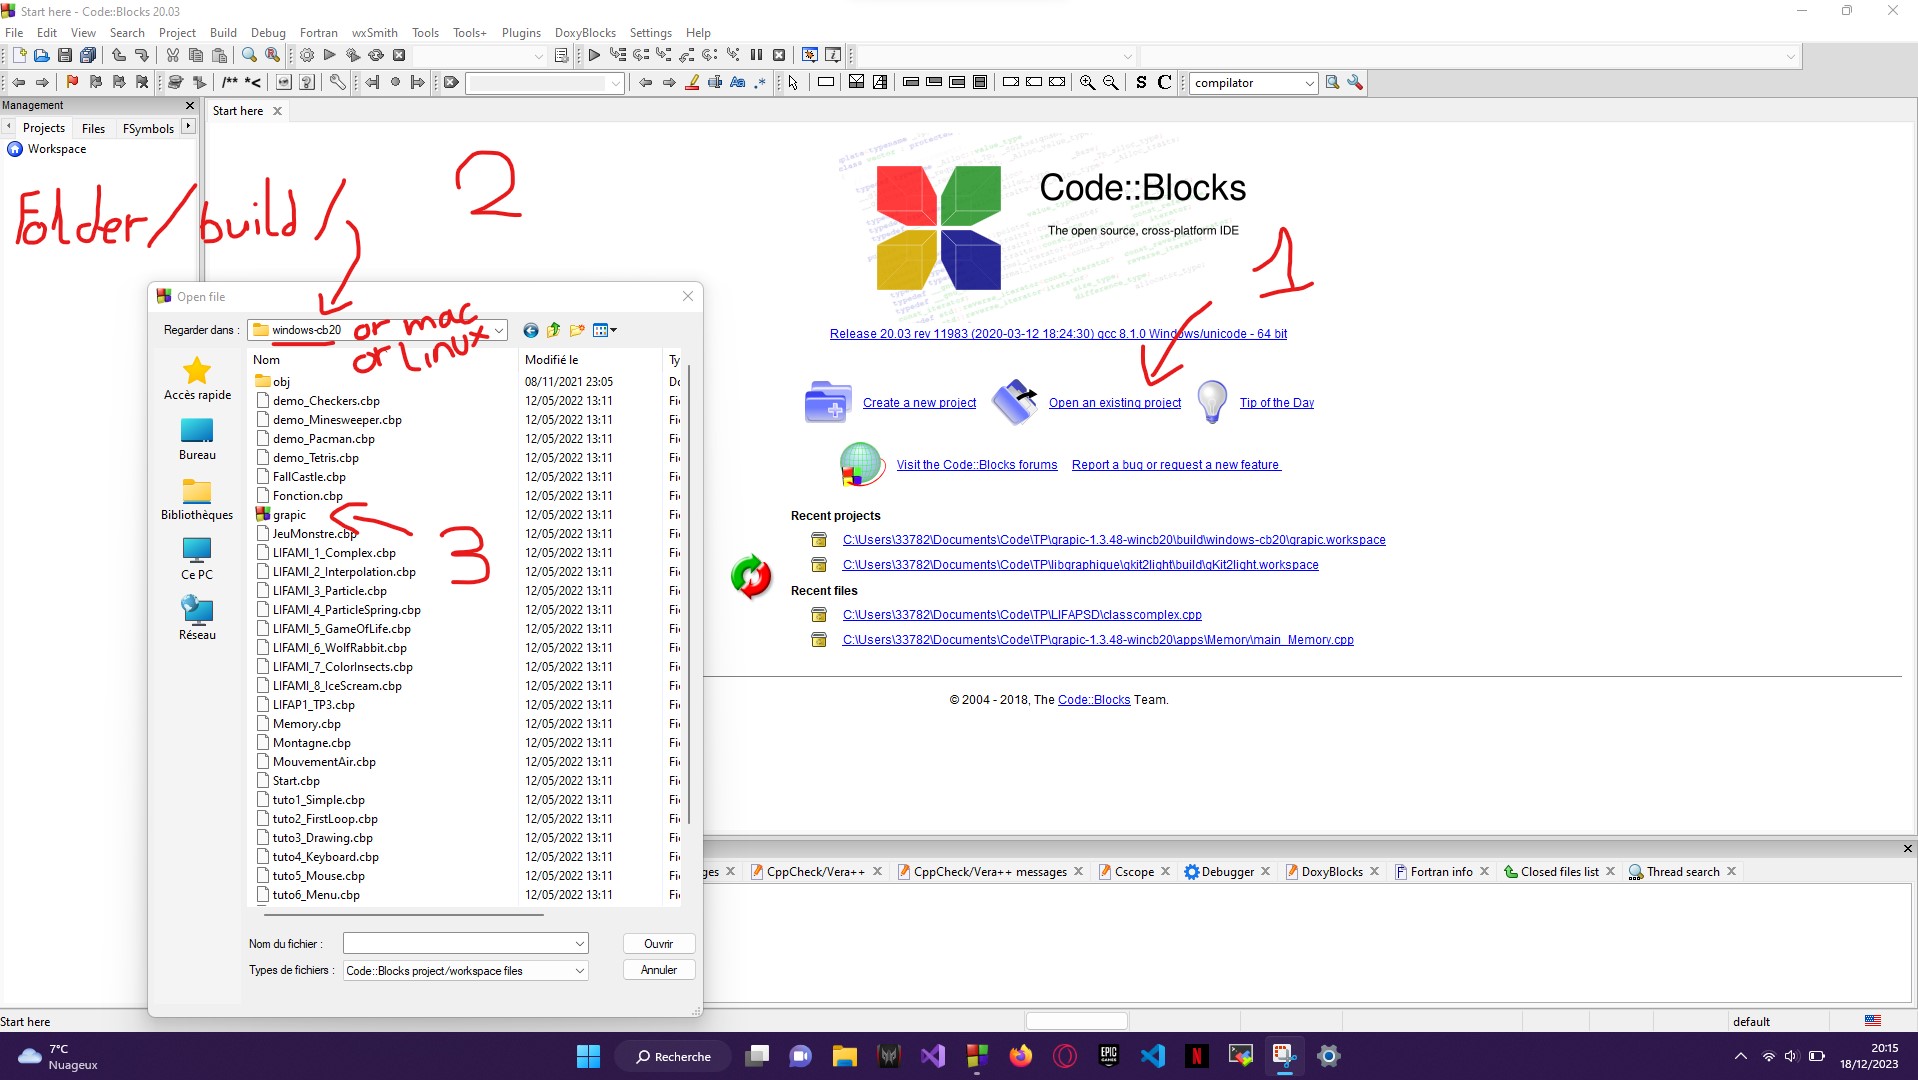 Start here - Code::Blocks 20.03
File Edit View Search Project Build Debug Fortran wxSmith Tools Tools+ Plugins DoxyBlocks Settings Help
/** *< Aa .* S C compilator
Management
Projects Files FSymbols
Workspace
Start here
Folder/build/
2
Code::Blocks
The open source, cross-platform IDE
1
Release 20.03 rev 11983 (2020-03-12 18:24:30) gcc 8.1.0 Windows/unicode - 64 bit
Create a new project Open an existing project Tip of the Day
Visit the Code::Blocks forums Report a bug or request a new feature
Recent projects
C:\Users\33782\Documents\Code\TP\grapic-1.3.48-wincb20\build\windows-cb20\grapic.workspace
C:\Users\33782\Documents\Code\TP\libgraphique\gkit2light\build\gKit2light.workspace
Recent files
C:\Users\33782\Documents\Code\TP\LIFAPSD\classcomplex.cpp
C:\Users\33782\Documents\Code\TP\grapic-1.3.48-wincb20\apps\Memory\main_Memory.cpp
© 2004 - 2018, The Code::Blocks Team.
Open file
Regarder dans : windows-cb20
or mac
or Linux
Nom Modifié le Ty
Accès rapide
Bureau
Bibliothèques
Ce PC
Réseau
obj 08/11/2021 23:05 Do
demo_Checkers.cbp 12/05/2022 13:11 Fi
demo_Minesweeper.cbp 12/05/2022 13:11 Fi
demo_Pacman.cbp 12/05/2022 13:11 Fi
demo_Tetris.cbp 12/05/2022 13:11 Fi
FallCastle.cbp 12/05/2022 13:11 Fi
Fonction.cbp 12/05/2022 13:11 Fi
grapic 12/05/2022 13:11 Fi
3
JeuMonstre.cbp 12/05/2022 13:11 Fi
LIFAMI_1_Complex.cbp 12/05/2022 13:11 Fi
LIFAMI_2_Interpolation.cbp 12/05/2022 13:11 Fi
LIFAMI_3_Particle.cbp 12/05/2022 13:11 Fi
LIFAMI_4_ParticleSpring.cbp 12/05/2022 13:11 Fi
LIFAMI_5_GameOfLife.cbp 12/05/2022 13:11 Fi
LIFAMI_6_WolfRabbit.cbp 12/05/2022 13:11 Fi
LIFAMI_7_ColorInsects.cbp 12/05/2022 13:11 Fi
LIFAMI_8_IceScream.cbp 12/05/2022 13:11 Fi
LIFAP1_TP3.cbp 12/05/2022 13:11 Fi
Memory.cbp 12/05/2022 13:11 Fi
Montagne.cbp 12/05/2022 13:11 Fi
MouvementAir.cbp 12/05/2022 13:11 Fi
Start.cbp 12/05/2022 13:11 Fi
tuto1_Simple.cbp 12/05/2022 13:11 Fi
tuto2_FirstLoop.cbp 12/05/2022 13:11 Fi
tuto3_Drawing.cbp 12/05/2022 13:11 Fi
tuto4_Keyboard.cbp 12/05/2022 13:11 Fi
tuto5_Mouse.cbp 12/05/2022 13:11 Fi
tuto6_Menu.cbp 12/05/2022 13:11 Fi
Nom du fichier : Ouvrir
Types de fichiers : Code::Blocks project/workspace files Annuler
ges CppCheck/Vera++ CppCheck/Vera++ messages Cscope Debugger DoxyBlocks Fortran info Closed files list Thread search
Start here default
7°C
Nuageux
Recherche
EPIC GAMES
N
20:15
18/12/2023